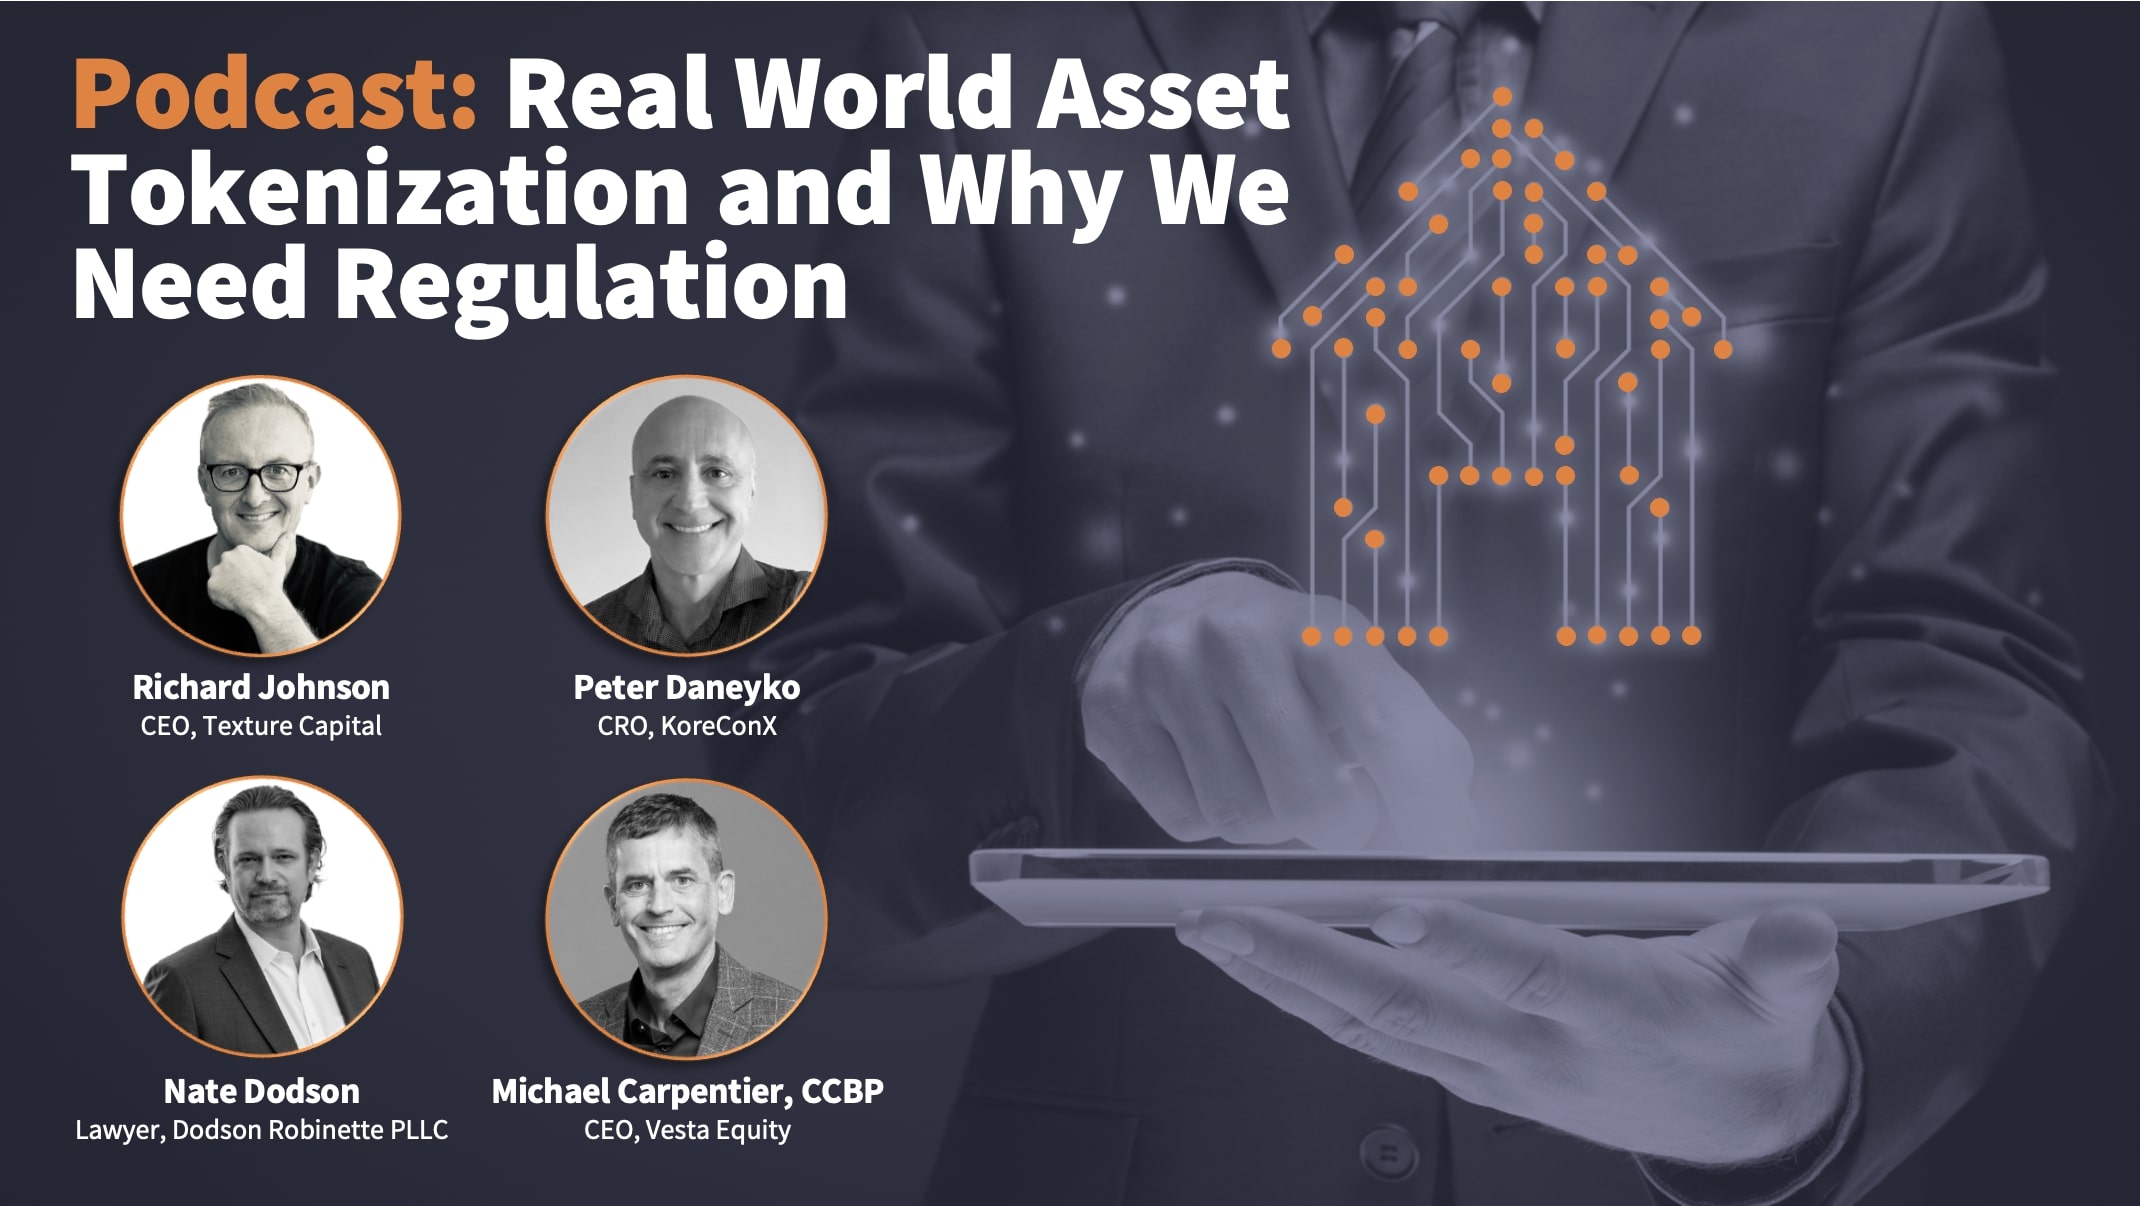 Podcast: Real World Asset
Tokenization and Why We
Need Regulation
Richard Johnson
CEO, Texture Capital
Peter Daneyko
CRO, KoreConX
Nate Dodson
Lawyer, Dodson Robinette PLLC
Michael Carpentier, CCBP
CEO, Vesta Equity